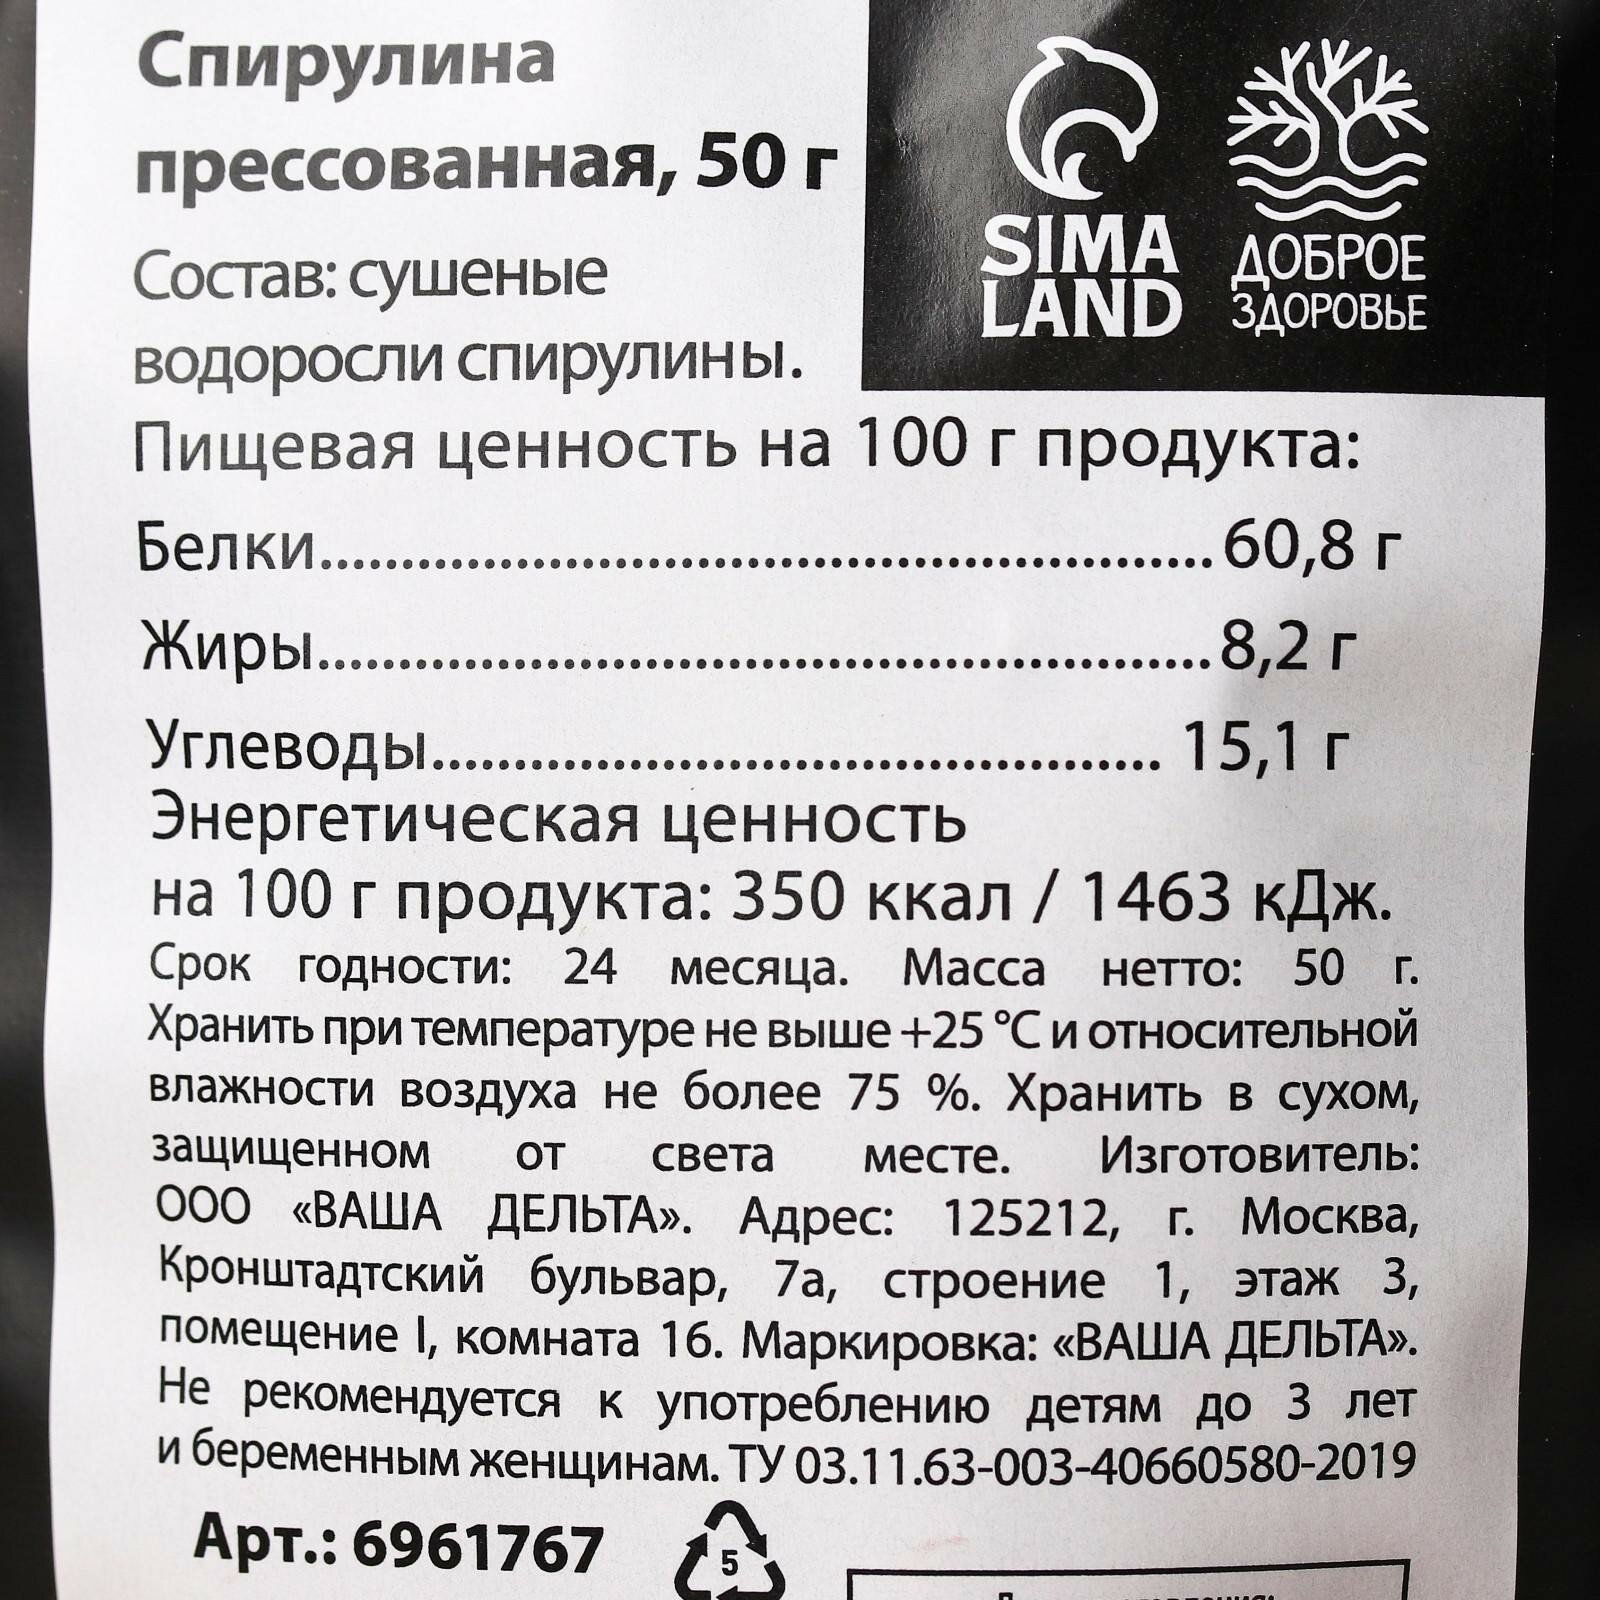 Спирулина
прессованная, 50 г
SIMA
LAND
ДОБРОЕ
ЗДОРОВЬЕ
Состав: сушеные
водоросли спирулины.
Пищевая ценность на 100 г продукта:
Белки........................................................60,8 г
Жиры........................................................8,2 г
Углеводы.............................................. 15,1 г
Энергетическая ценность
на 100 г продукта: 350 ккал / 1463 кДж.
Срок годности: 24 месяца. Масса нетто: 50 г.
Хранить при температуре не выше +25 °С и относительной
влажности воздуха не более 75 %. Хранить в сухом,
защищенном от света месте. Изготовитель:
ООО «ВАША ДЕЛЬТА». Адрес: 125212, г. Москва,
Кронштадтский бульвар, 7а, строение 1, этаж 3,
помещение I, комната 16. Маркировка: «ВАША ДЕЛЬТА».
Не рекомендуется к употреблению детям до 3 лет
и беременным женщинам. ТУ 03.11.63-003-40660580-2019
Арт.: 6961767
5